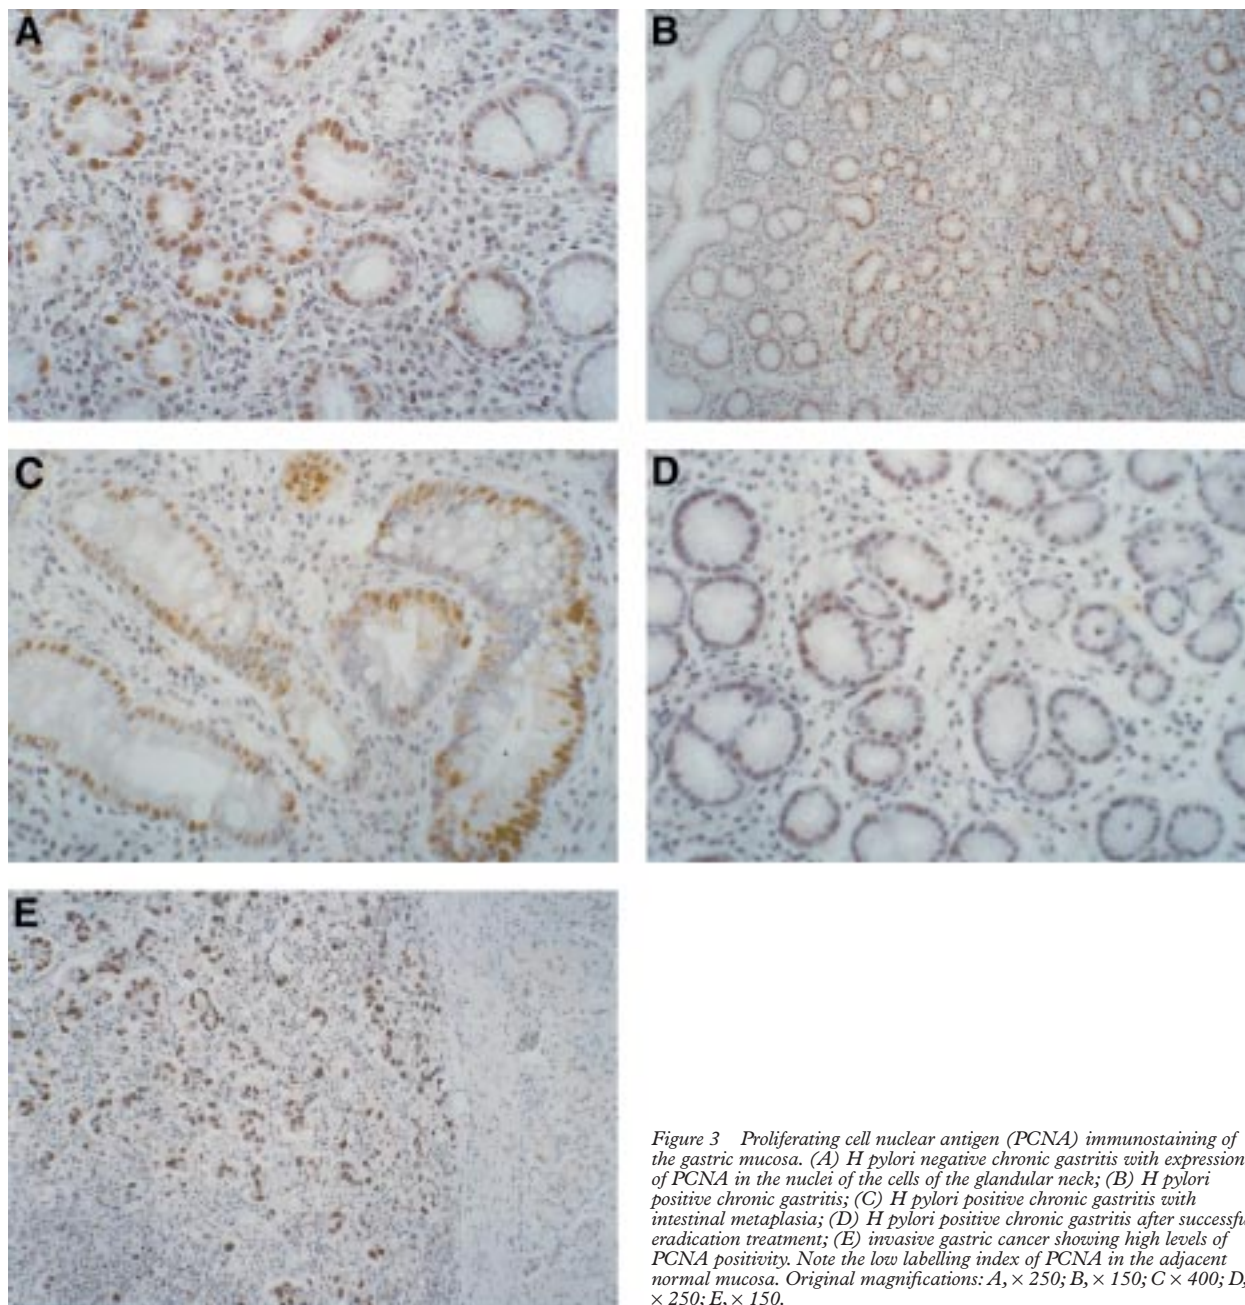 A
B
C
D
E
Figure 3 Proliferating cell nuclear antigen (PCNA) immunostaining of
the gastric mucosa. (A) H pylori negative chronic gastritis with expression
of PCNA in the nuclei of the cells of the glandular neck; (B) H pylori
positive chronic gastritis; (C) H pylori positive chronic gastritis with
intestinal metaplasia; (D) H pylori positive chronic gastritis after successfu
eradication treatment; (E) invasive gastric cancer showing high levels of
PCNA positivity. Note the low labelling index of PCNA in the adjacent
normal mucosa. Original magnifications: A, × 250; B, × 150; C × 400; D,
× 250; E, × 150.